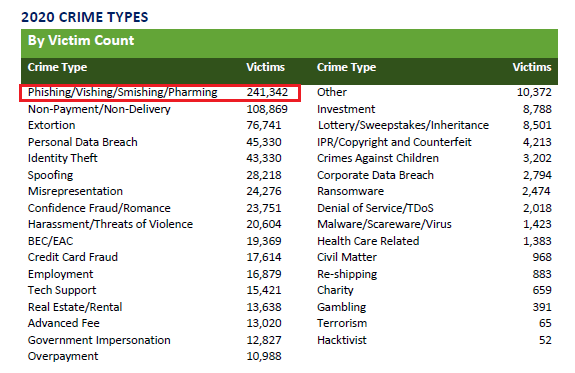 2020 CRIME TYPES
By Victim Count
Crime Type Victims Crime Type Victims
Phishing/Vishing/Smishing/Pharming 241,342 Other 10,372
Non-Payment/Non-Delivery 108,869 Investment 8,788
Extortion 76,741 Lottery/Sweepstakes/Inheritance 8,501
Personal Data Breach 45,330 IPR/Copyright and Counterfeit 4,213
Identity Theft 43,330 Crimes Against Children 3,202
Spoofing 28,218 Corporate Data Breach 2,794
Misrepresentation 24,276 Ransomware 2,474
Confidence Fraud/Romance 23,751 Denial of Service/TDoS 2,018
Harassment/Threats of Violence 20,604 Malware/Scareware/Virus 1,423
BEC/EAC 19,369 Health Care Related 1,383
Credit Card Fraud 17,614 Civil Matter 968
Employment 16,879 Re-shipping 883
Tech Support 15,421 Charity 659
Real Estate/Rental 13,638 Gambling 391
Advanced Fee 13,020 Terrorism 65
Government Impersonation 12,827 Hacktivist 52
Overpayment 10,988